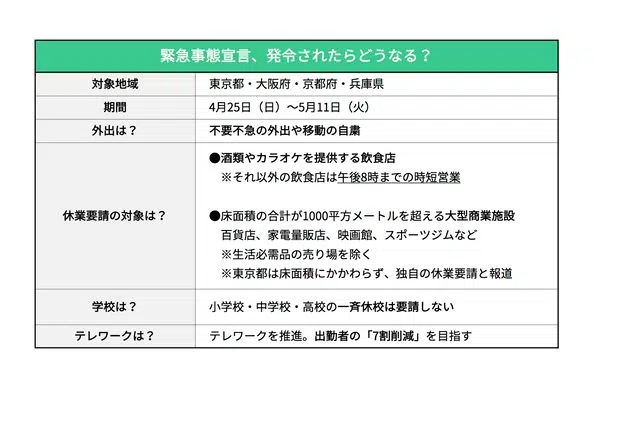 緊急事態宣言、発令されたらどうなる？
対象地域 東京都・大阪府・京都府・兵庫県
期間 4月25日（日）～5月11日（火）
外出は？ 不要不急の外出や移動の自粛
休業要請の対象は？
●酒類やカラオケを提供する飲食店
※それ以外の飲食店は午後8時までの時短営業
●床面積の合計が1000平方メートルを超える大型商業施設
百貨店、家電量販店、映画館、スポーツジムなど
※生活必需品の売り場を除く
※東京都は床面積にかかわらず、独自の休業要請と報道
学校は？ 小学校・中学校・高校の一斉休校は要請しない
テレワークは？ テレワークを推進。出勤者の「7割削減」を目指す